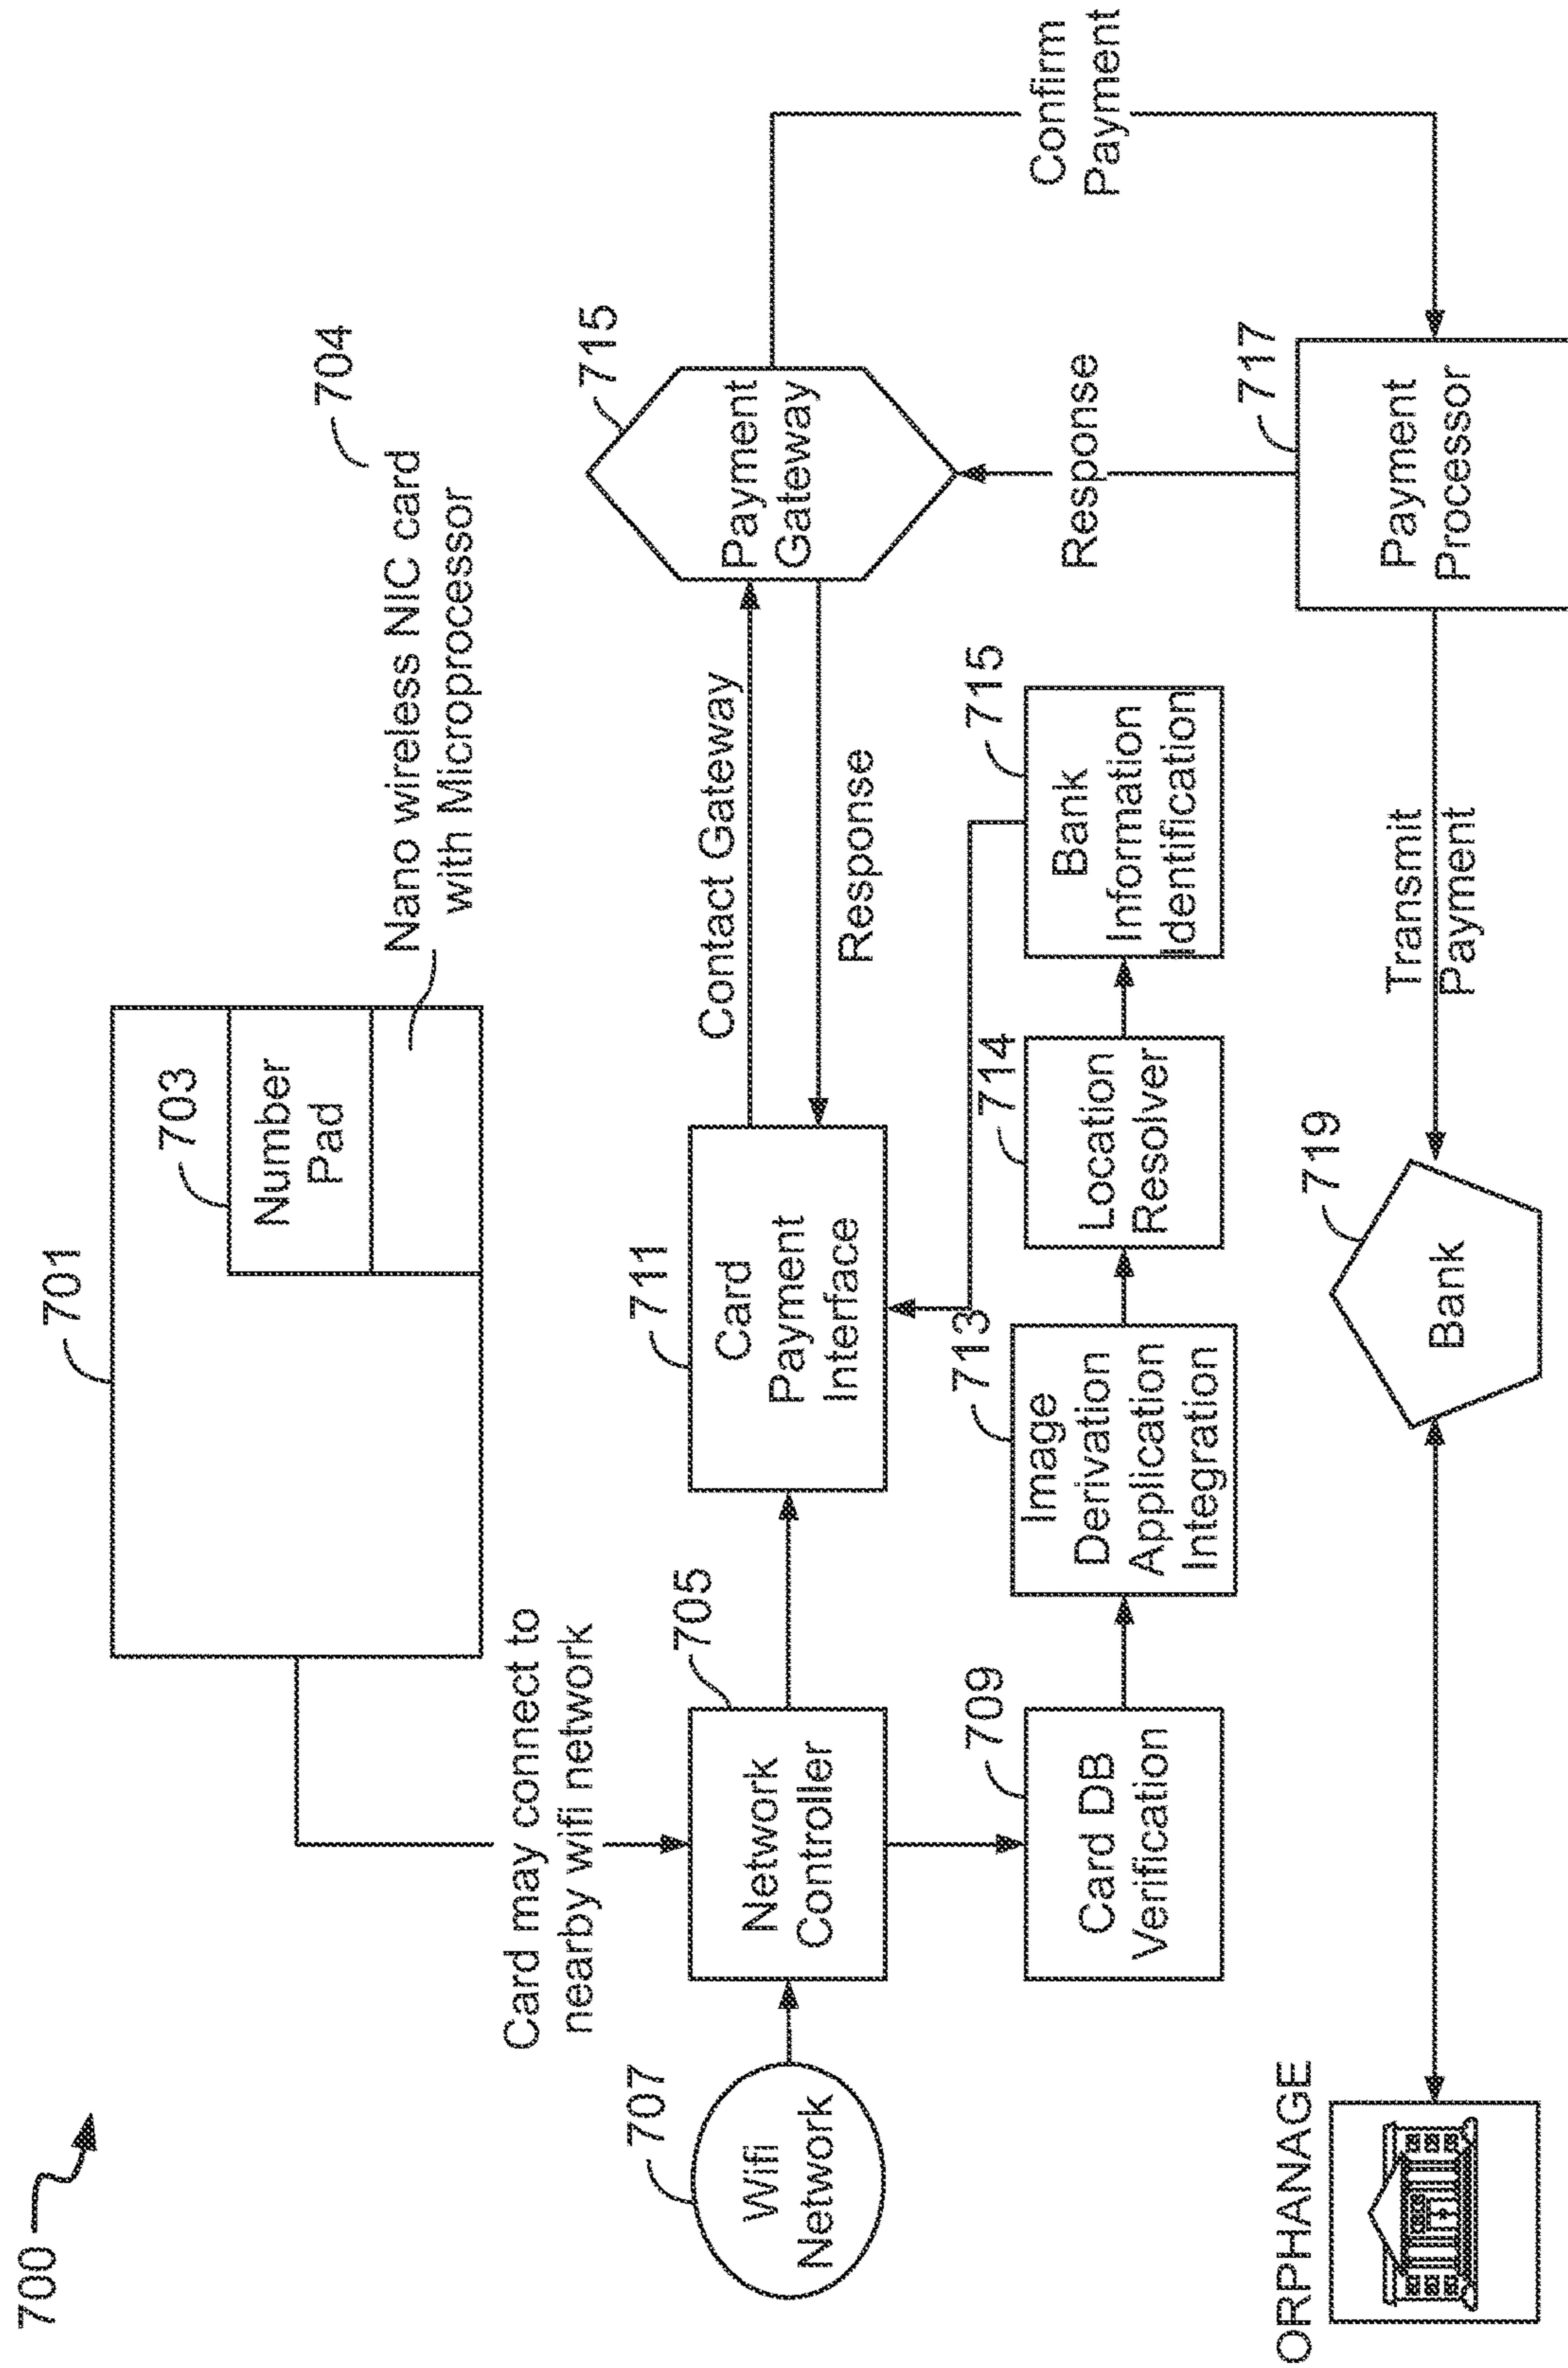 700
701
703
Number
Pad
704
Nano wireless NIC card
with Microprocessor
Card may connect to
nearby wifi network
707
Wifi
Network
705
Network
Controller
711
Card
Payment
Interface
Contact Gateway
Response
715
Payment
Gateway
Confirm
Payment
709
Card DB
Verification
713
Image
Derivation
Application
Integration
714
Location
Resolver
715
Bank
Information
Identification
Response
717
Payment
Processor
Transmit
Payment
719
Bank
ORPHANAGE